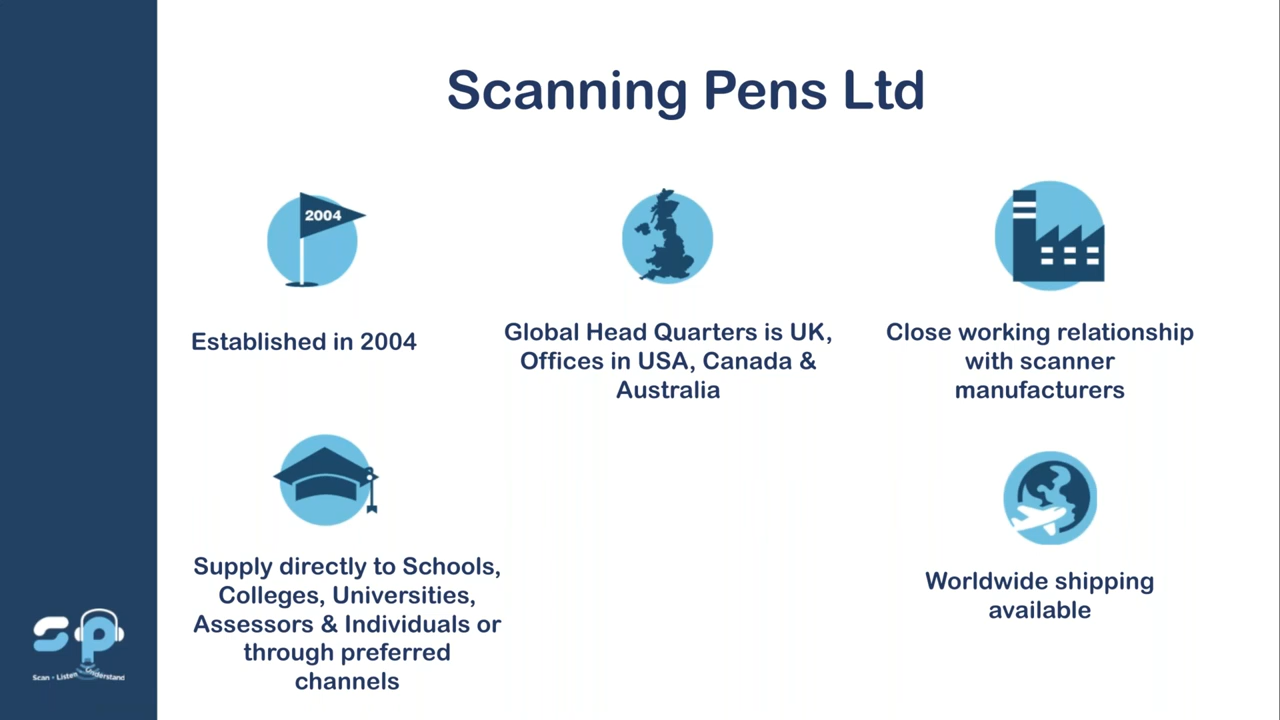 Scanning Pens Ltd
2004
Established in 2004
Global Head Quarters is UK,
Offices in USA, Canada &
Australia
Close working relationship
with scanner
manufacturers
Supply directly to Schools,
Colleges, Universities,
Assessors & Individuals or
through preferred
channels
Worldwide shipping
available
sp
Scan - Listen - Understand